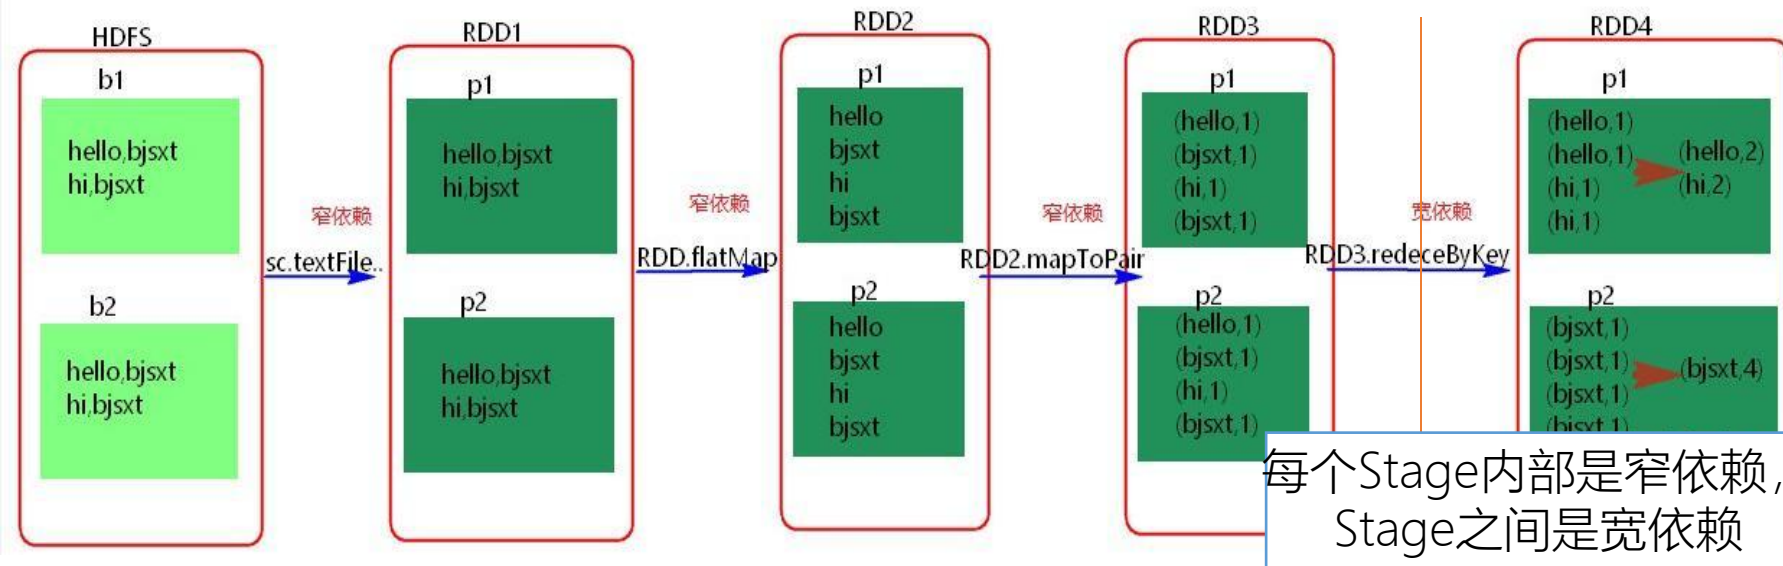 HDFS
b1
hello,bjsxt
hi,bjsxt
b2
hello,bjsxt
hi,bjsxt
窄依赖
sc.textFile..
RDD1
p1
hello,bjsxt
hi,bjsxt
p2
hello,bjsxt
hi,bjsxt
窄依赖
RDD.flatMap
RDD2
p1
hello
bjsxt
hi
bjsxt
p2
hello
bjsxt
hi
bjsxt
窄依赖
RDD2.mapToPair
RDD3
p1
(hello,1)
(bjsxt,1)
(hi,1)
(bjsxt,1)
p2
(hello,1)
(bjsxt,1)
(hi,1)
(bjsxt,1)
宽依赖
RDD3.redeceByKey
RDD4
p1
(hello,1)
(hello,1)
(hi,1)
(hi,1)
(hello,2)
(hi,2)
p2
(bjsxt,1)
(bjsxt,1)
(bjsxt,1)
(bjsxt,1)
(bjsxt,4)
每个Stage内部是窄依赖,
Stage之间是宽依赖